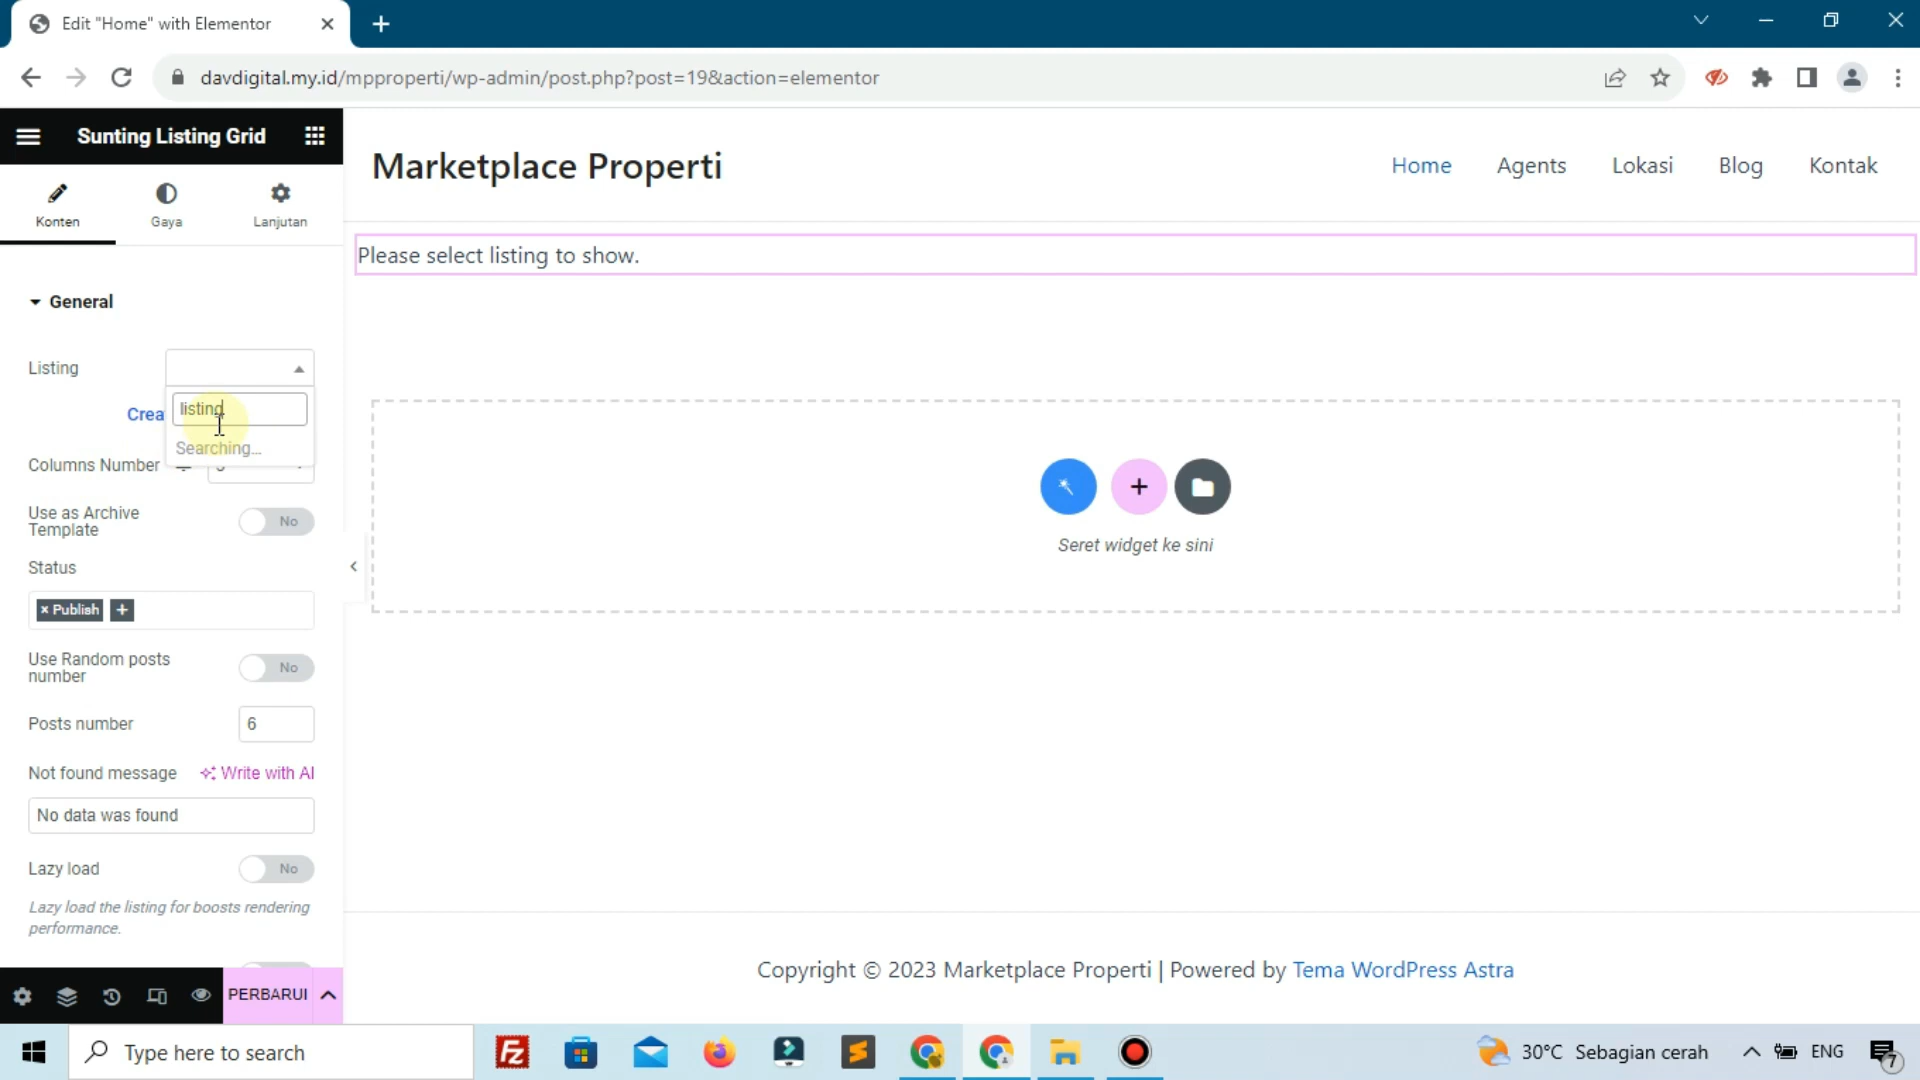 Edit "Home" with Elementor
davdigital.my.id/mpproperti/wp-admin/post.php?post=19&action=elementor
Sunting Listing Grid
Konten
Gaya
Lanjutan
Marketplace Properti
Home
Agents
Lokasi
Blog
Kontak
Please select listing to show.
General
Listing
listing
Searching...
Columns Number
Use as Archive
Template
No
Status
× Publish
+
Use Random posts
number
No
Posts number
6
Not found message
Write with AI
No data was found
Lazy load
No
Lazy load the listing for boosts rendering
performance.
Seret widget ke sini
PERBARUI
Copyright © 2023 Marketplace Properti | Powered by Tema WordPress Astra
Type here to search
Fz
30°C Sebagian cerah
ENG
7